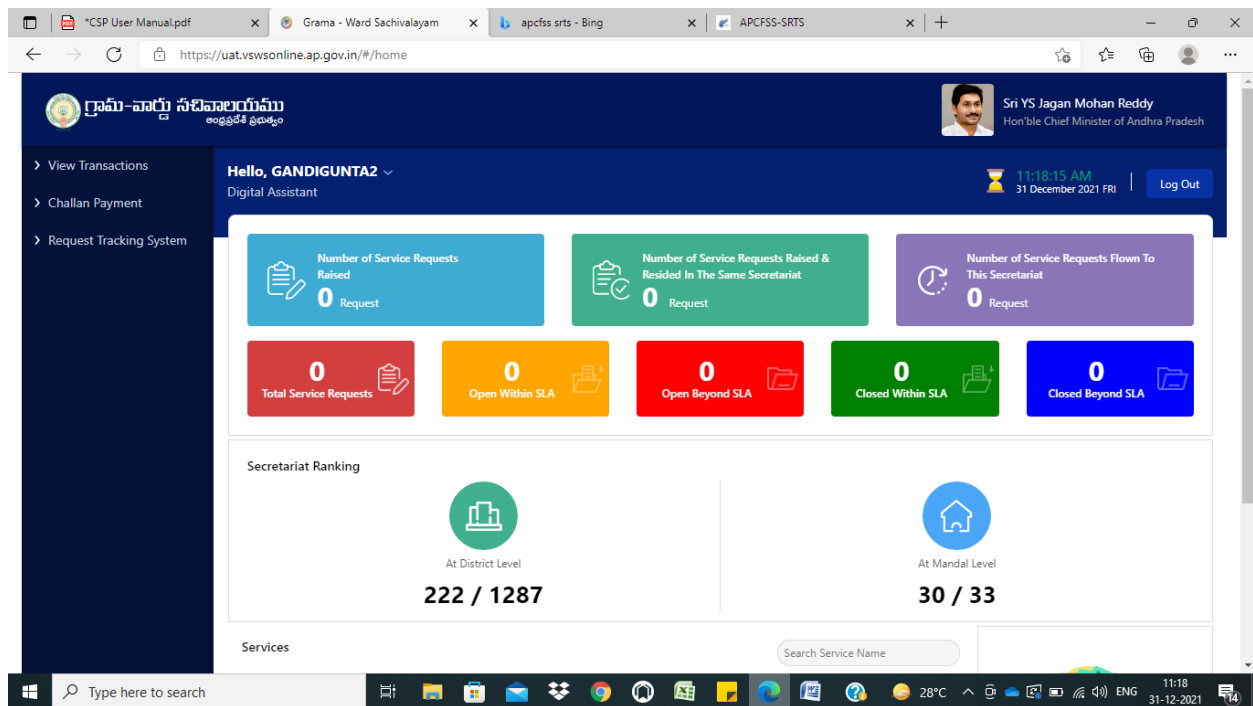 *CSP User Manual.pdf
Grama - Ward Sachivalayam
apcfss srts - Bing
APCFSS-SRTS
https://uat.vswsonline.ap.gov.in/#/home
గ్రామ-వార్డు సచివాలయము
ఆంధ్రప్రదేశ్ ప్రభుత్వం
Sri YS Jagan Mohan Reddy
Hon'ble Chief Minister of Andhra Pradesh
View Transactions
Challan Payment
Request Tracking System
Hello, GANDIGUNTA2
Digital Assistant
11:18:15 AM
31 December 2021 FRI
Log Out
Number of Service Requests
Raised
0 Request
Number of Service Requests Raised &
Resided In The Same Secretariat
0 Request
Number of Service Requests Flown To
This Secretariat
0 Request
0
Total Service Requests
0
Open Within SLA
0
Open Beyond SLA
0
Closed Within SLA
0
Closed Beyond SLA
Secretariat Ranking
At District Level
222 / 1287
At Mandal Level
30 / 33
Services
Search Service Name
Type here to search
28°C
ENG
11:18
31-12-2021
14